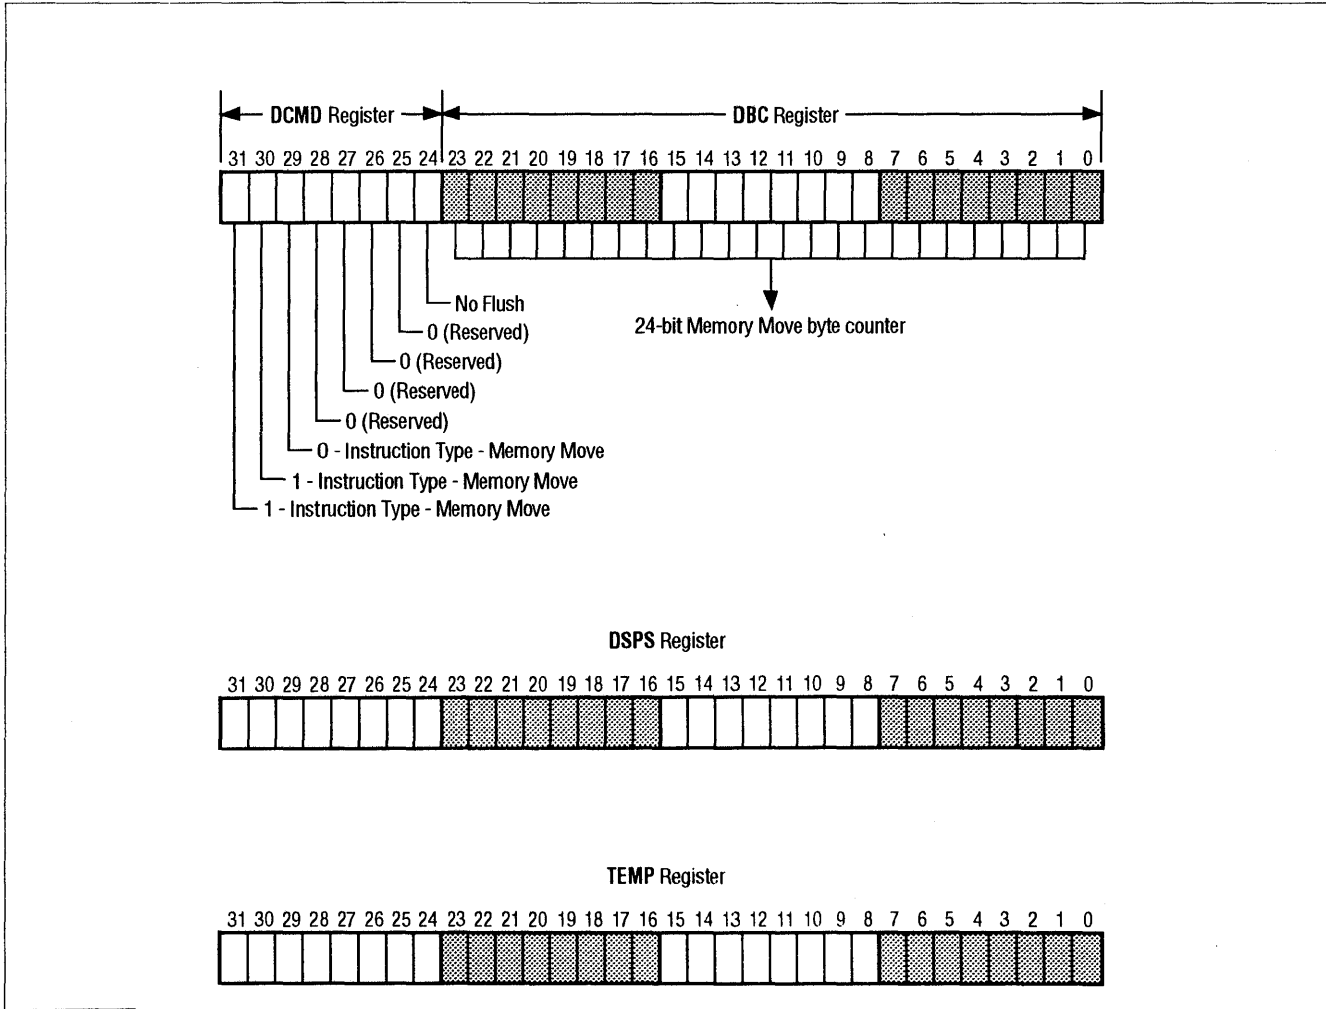 DCMD Register DBC Register
31 30 29 28 27 26 25 24 23 22 21 20 19 18 17 16 15 14 13 12 11 10 9 8 7 6 5 4 3 2 1 0
No Flush
0 (Reserved)
24-bit Memory Move byte counter
0 (Reserved)
0 (Reserved)
0 (Reserved)
0 - Instruction Type - Memory Move
1 - Instruction Type - Memory Move
1 - Instruction Type - Memory Move
DSPS Register
31 30 29 28 27 26 25 24 23 22 21 20 19 18 17 16 15 14 13 12 11 10 9 8 7 6 5 4 3 2 1 0
TEMP Register
31 30 29 28 27 26 25 24 23 22 21 20 19 18 17 16 15 14 13 12 11 10 9 8 7 6 5 4 3 2 1 0